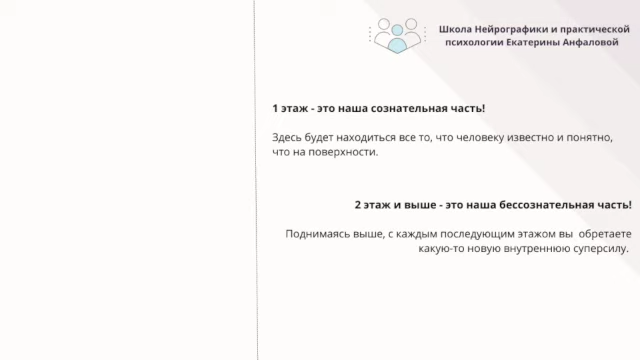 Школа Нейрографики и практической
психологии Екатерины Анфаловой
1 этаж - это наша сознательная часть!
Здесь будет находиться все то, что человеку известно и понятно,
что на поверхности.
2 этаж и выше - это наша бессознательная часть!
Поднимаясь выше, с каждым последующим этажом вы обретаете
какую-то новую внутреннюю суперсилу.